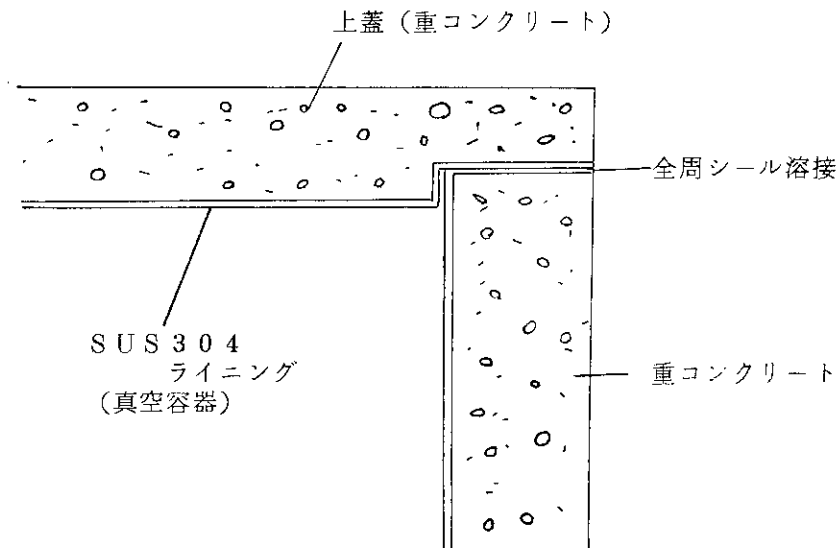 上蓋（重コンクリート）
全周シール溶接
SUS304
ライニング
（真空容器）
重コンクリート